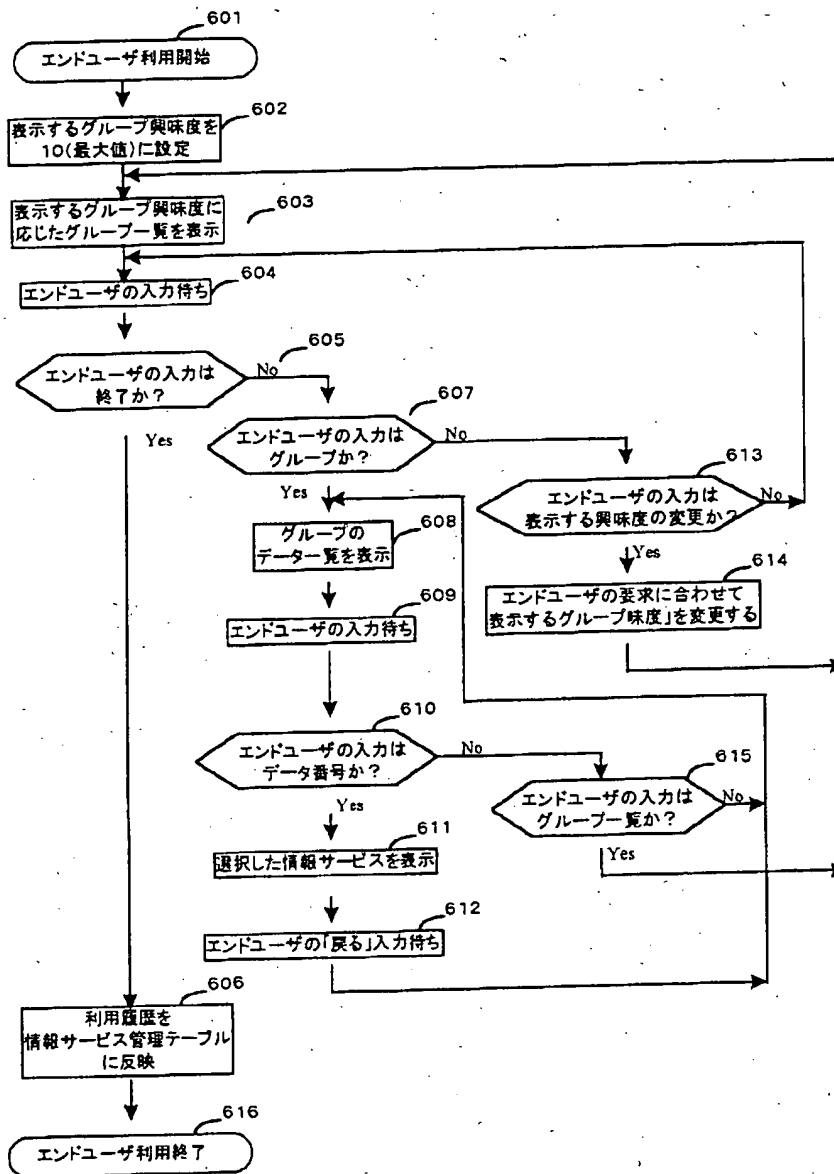 601
エンドユーザ利用開始
602
表示するグループ興味度を
10(最大値)に設定
603
表示するグループ興味度に
応じたグループ一覧を表示
604
エンドユーザの入力待ち
605
エンドユーザの入力は
終了か?
No
Yes
607
エンドユーザの入力は
グループか?
No
Yes
613
エンドユーザの入力は
表示する興味度の変更か?
No
Yes
608
グループの
データ一覧を表示
614
エンドユーザの要求に合わせて
表示するグループ味度」を変更する
609
エンドユーザの入力待ち
610
エンドユーザの入力は
データ番号か?
No
Yes
615
エンドユーザの入力は
グループ一覧か?
No
Yes
611
選択した情報サービスを表示
612
エンドユーザの「戻る」入力待ち
606
利用履歴を
情報サービス管理テーブル
に反映
616
エンドユーザ利用終了